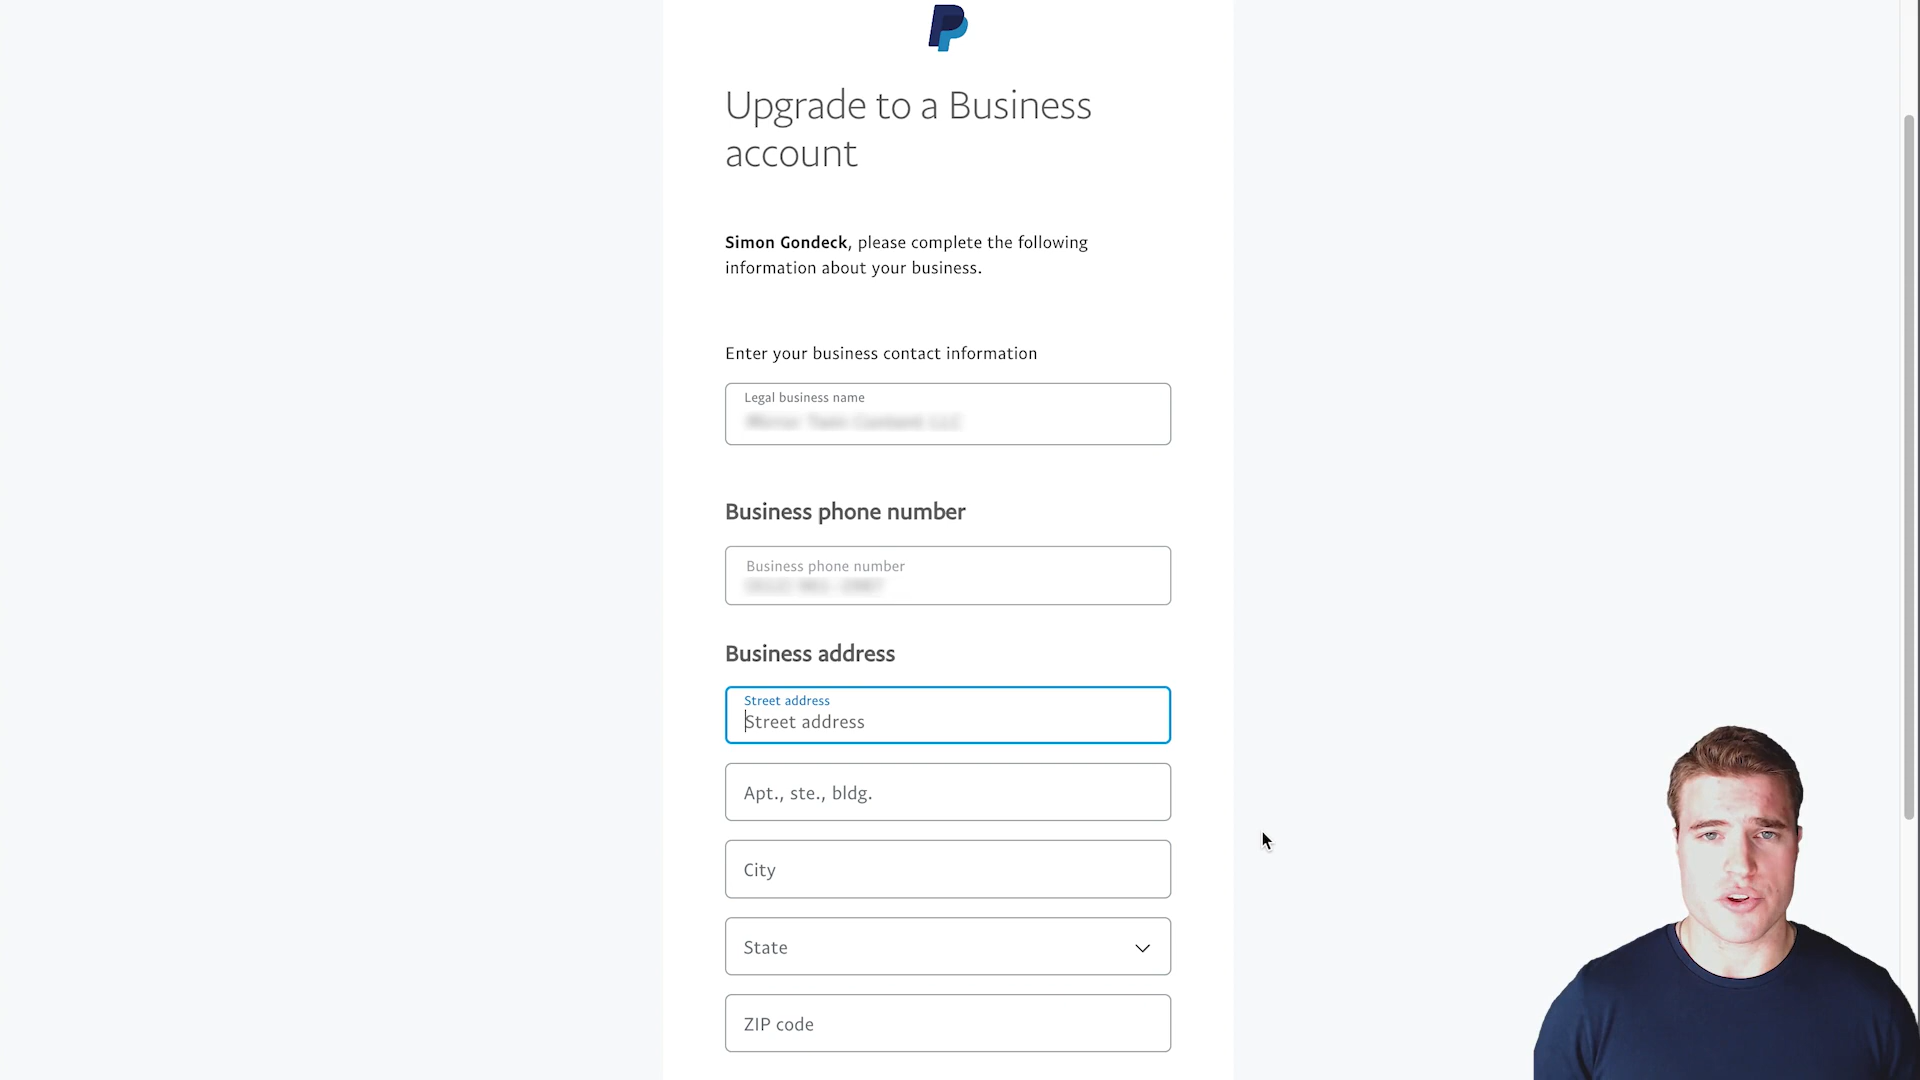 Upgrade to a Business
account
Simon Gondeck, please complete the following
information about your business.
Enter your business contact information
Legal business name
Business phone number
Business phone number
Business address
Street address
Street address
Apt., ste., bldg.
City
State
ZIP code